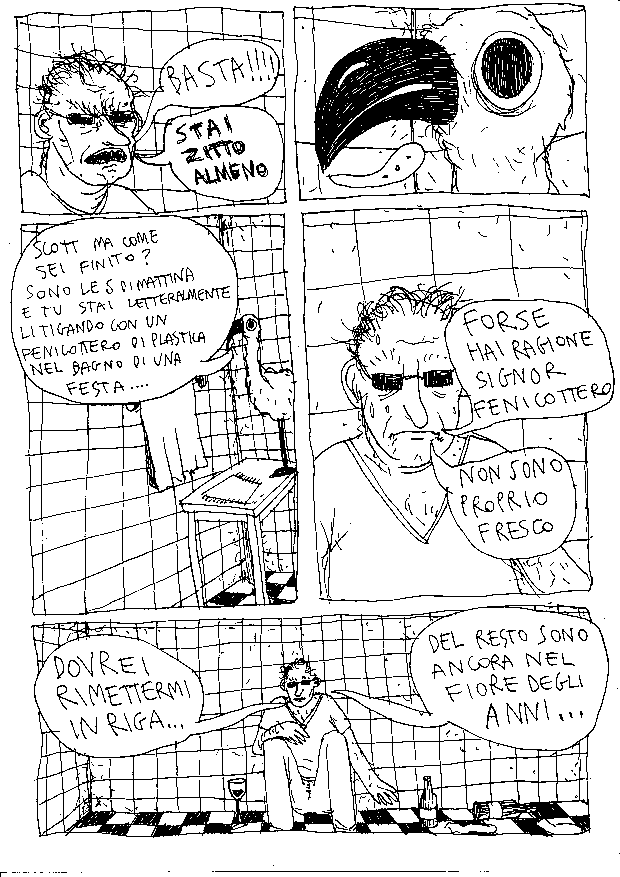 BASTA!!!!
STAI
ZITTO
ALMENO
SCOTT MA COME
SEI FINITO?
SONO LE 5 DI MATTINA
E TU STAI LETTERALMENTE
LITIGANDO CON UN
FENICOTTERO DI PLASTICA
NEL BAGNO DI UNA
FESTA....
FORSE
HAI RAGIONE
SIGNOR
FENICOTTERO
NON SONO
PROPRIO
FRESCO
DOVREI
RIMETTERMI
IN RIGA...
DEL RESTO SONO
ANCORA NEL
FIORE DEGLI
ANNI...